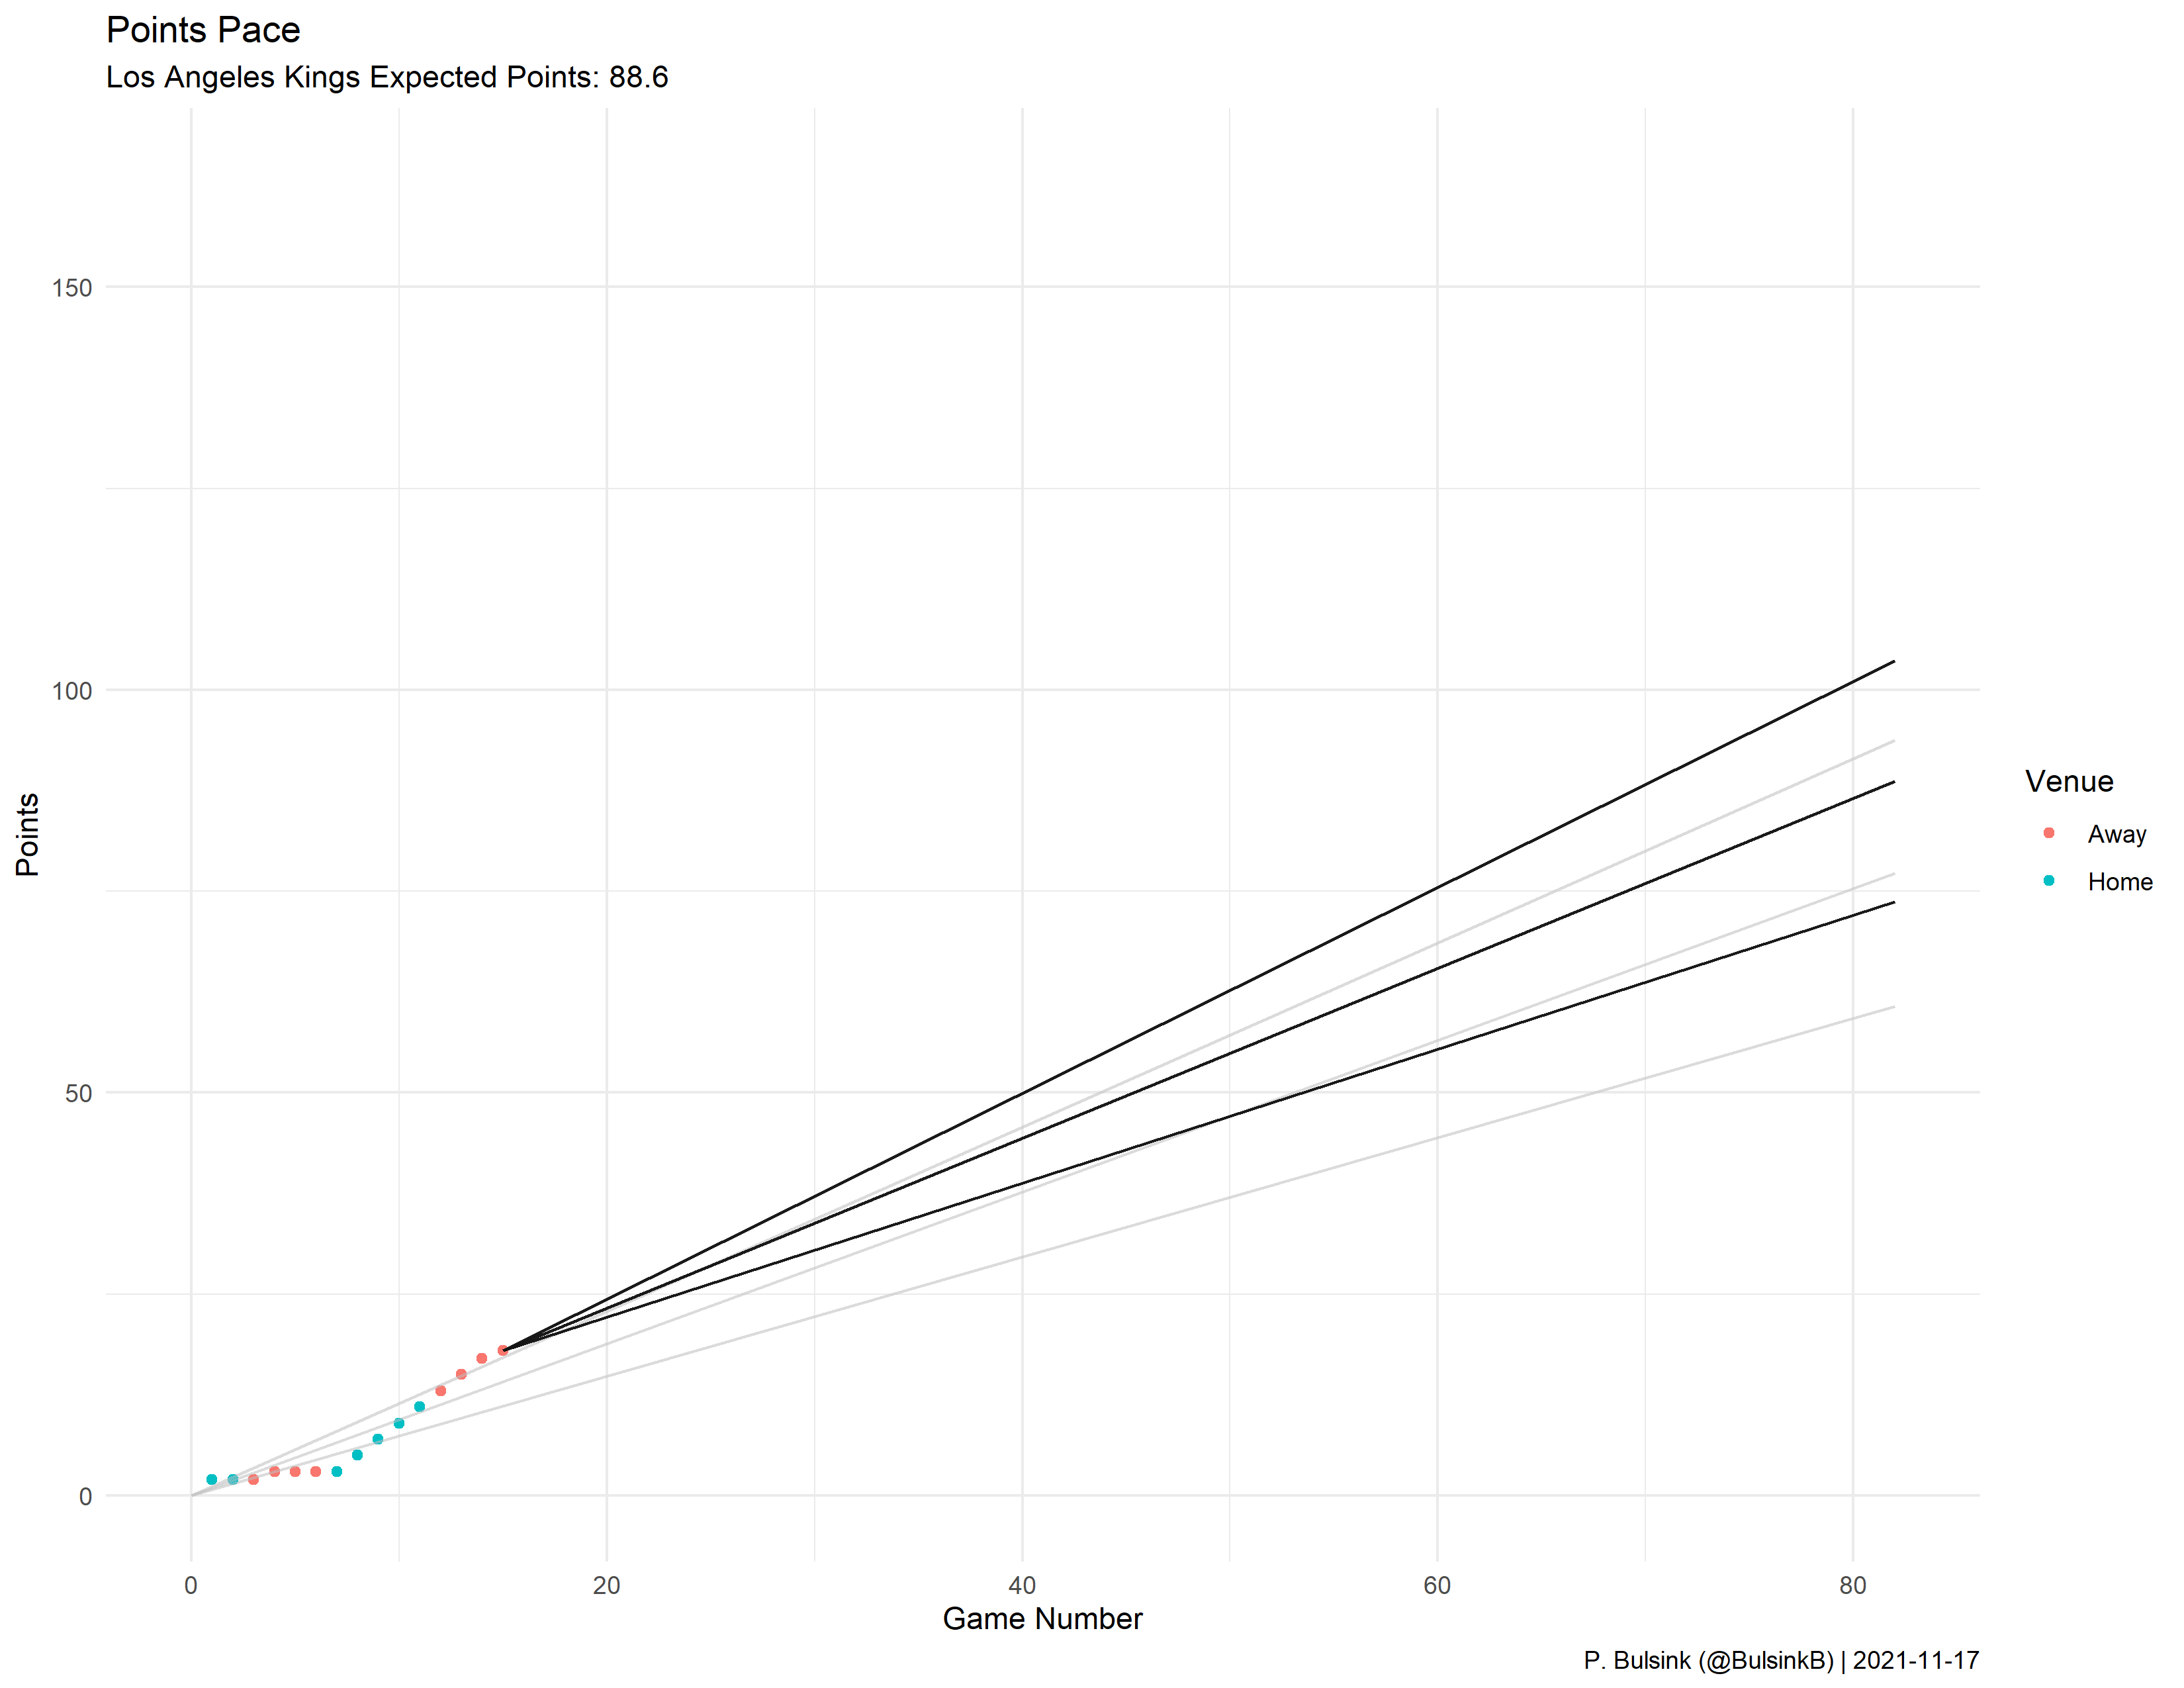 Points Pace
Los Angeles Kings Expected Points: 88.6
150
100
50
0
Points
0 20 40 60 80
Game Number
Venue
Away
Home
P. Bulsink (@BulsinkB) | 2021-11-17